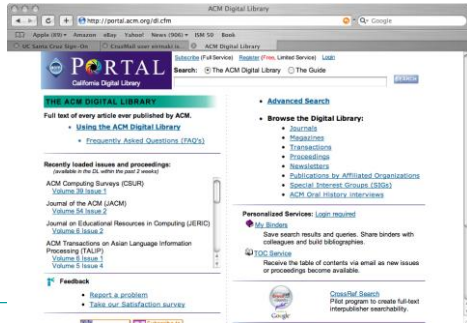 ACM Digital Library
http://portal.acm.org/dl.cfm
Google
Apple (49) Amazon eBay Yahoo! News (906) ISM 50 Book
UC Santa Cruz Sign-On
ACM Digital Library
PORTAL
California Digital Library
Subscribe (Full Service) Register (Free, Limited Service) Login
Search: The ACM Digital Library The Guide
SEARCH
THE ACM DIGITAL LIBRARY
Full text of every article ever published by ACM.
Using the ACM Digital Library
Frequently Asked Questions (FAQ's)
Recently loaded issues and proceedings:
(available in the DL within the past 2 weeks)
ACM Computing Surveys (CSUR)
Volume 39 Issue 1
Journal of the ACM (JACM)
Volume 54 Issue 2
Journal on Educational Resources in Computing (JERIC)
Volume 6 Issue 2
ACM Transactions on Asian Language Information
Processing (TALIP)
Volume 6 Issue 1
Volume 5 Issue 4
Feedback
Report a problem
Take our Satisfaction survey
Advanced Search
Browse the Digital Library:
Journals
Magazines
Transactions
Proceedings
Newsletters
Publications by Affiliated Organizations
Special Interest Groups (SIGs)
ACM Oral History interviews
Personalized Services: Login required
My Binders
Save search results and queries. Share binders with
colleagues and build bibliographies.
TOC Service
Receive the table of contents via email as new issues
or proceedings become available.
CrossRef Search
Pilot program to create full-text
interpublisher searchability.
Google